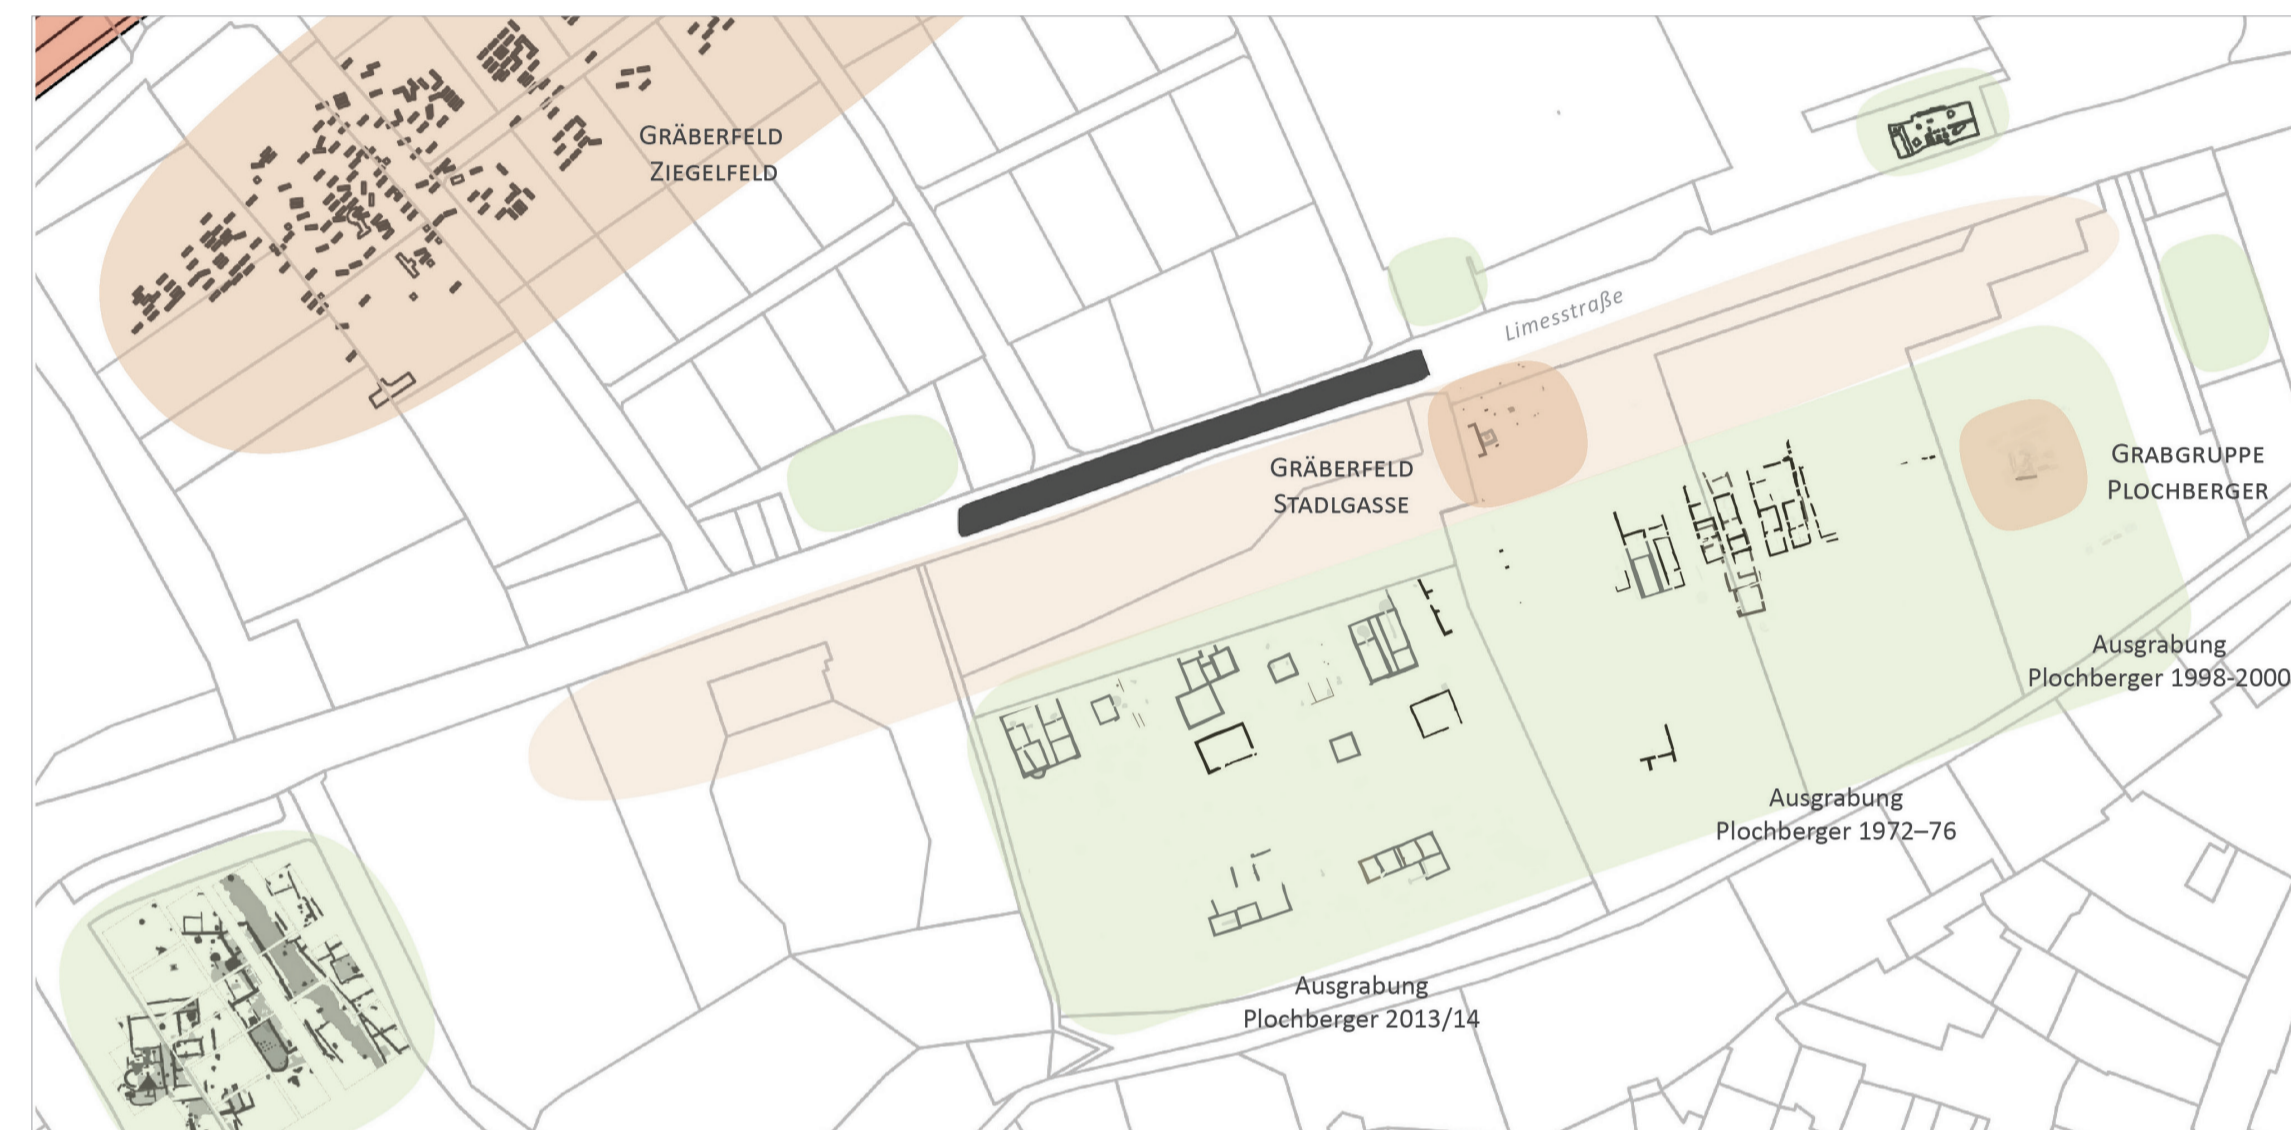 GRÄBERFELD
ZIEGELFELD
Limesstraße
GRÄBERFELD
STADLGASSE
GRABGRUPPE
PLOCHBERGER
Ausgrabung
Plochberger 1998-2000
Ausgrabung
Plochberger 1972–76
Ausgrabung
Plochberger 2013/14